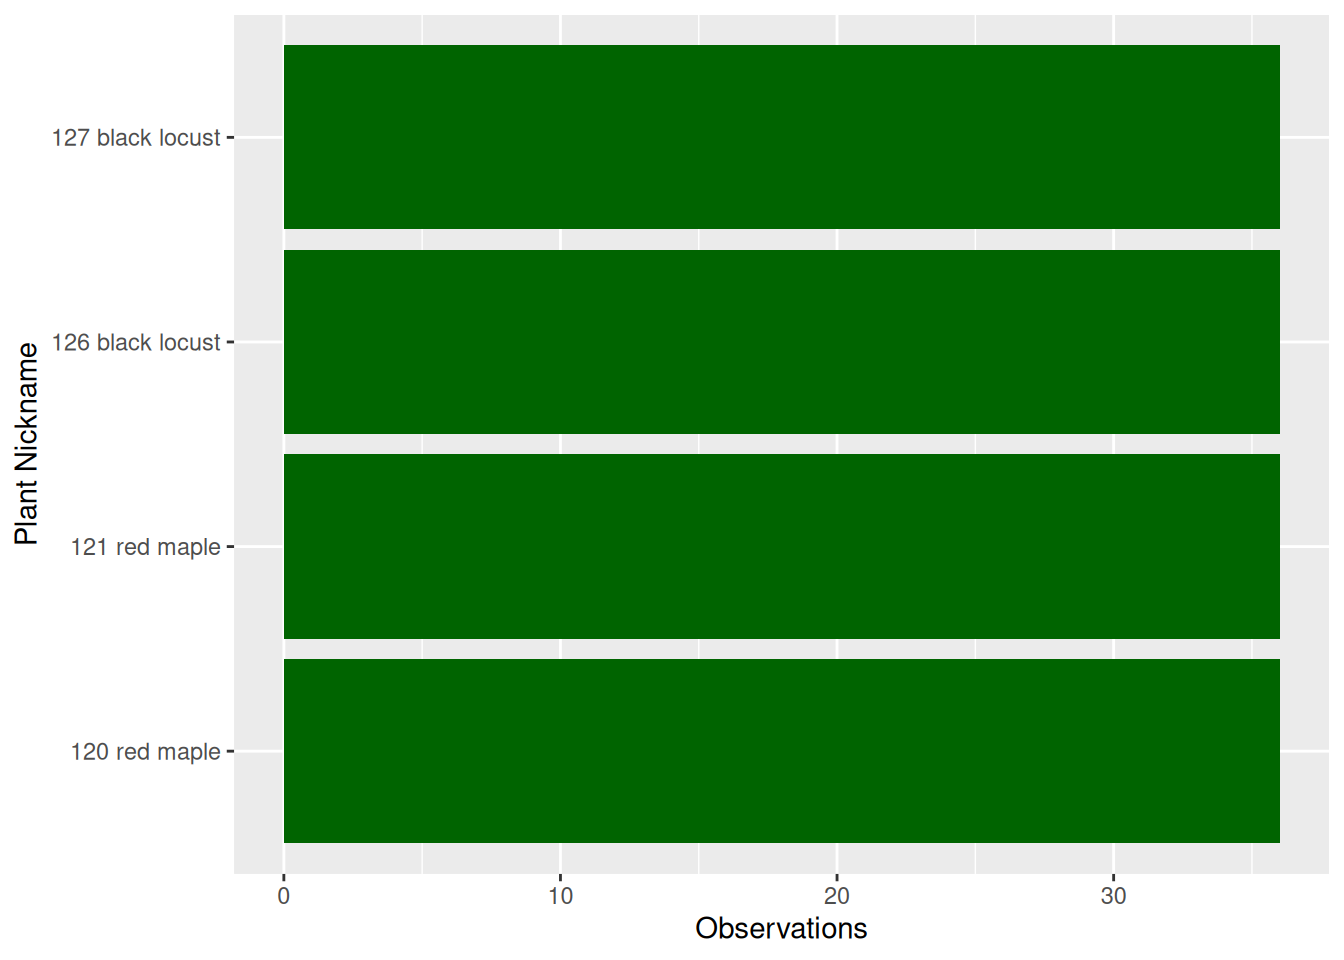 127 black locust
126 black locust
121 red maple
120 red maple
Plant Nickname
0 10 20 30
Observations